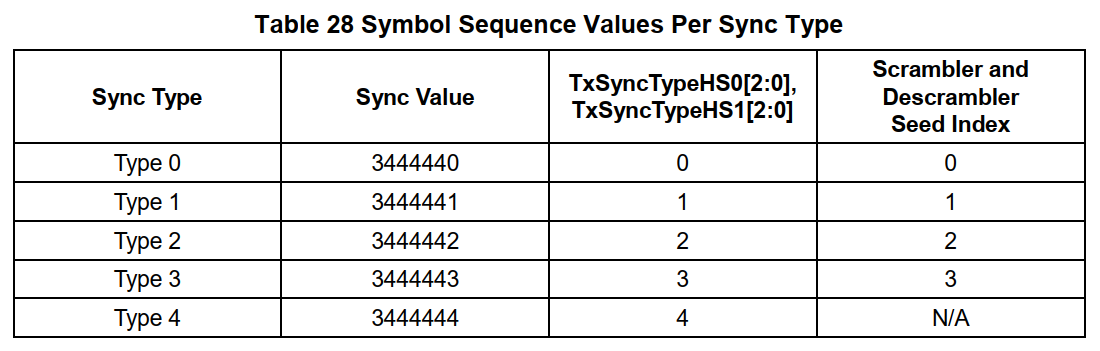 Table 28 Symbol Sequence Values Per Sync Type
Sync Type Sync Value TxSyncTypeHS0[2:0], TxSyncTypeHS1[2:0] Scrambler and Descrambler Seed Index
Type 0 3444440 0 0
Type 1 3444441 1 1
Type 2 3444442 2 2
Type 3 3444443 3 3
Type 4 3444444 4 N/A